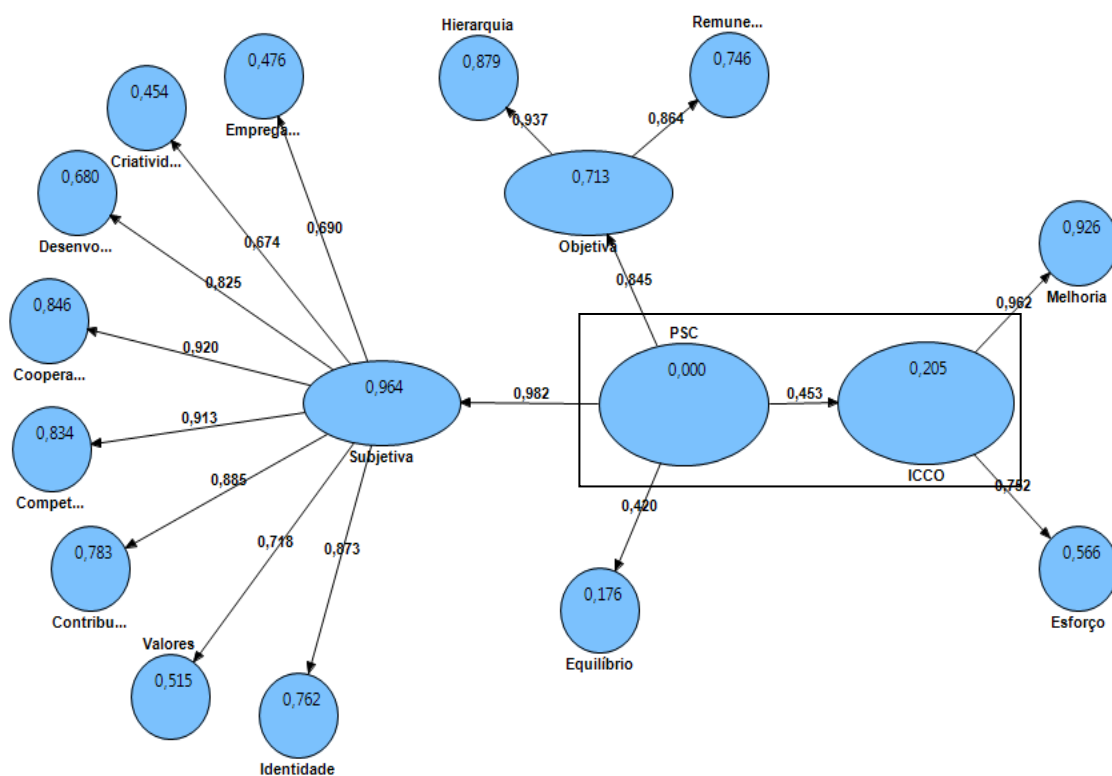 Hierarquia
0,879
Remune...
0,746
0,476
Emprega...
0,454
Criativid...
0,680
Desenvo...
0,846
Coopera...
0,834
Compet...
0,783
Contribu...
Valores
0,515
0,762
Identidade
0,937
0,864
0,713
Objetiva
0,690
0,674
0,825
0,920
0,913
0,885
0,718
0,873
0,964
Subjetiva
0,845
0,982
PSC
0,000
0,453
0,205
ICCO
0,962
0,926
Melhoria
0,752
0,566
Esforço
0,420
0,176
Equilíbrio